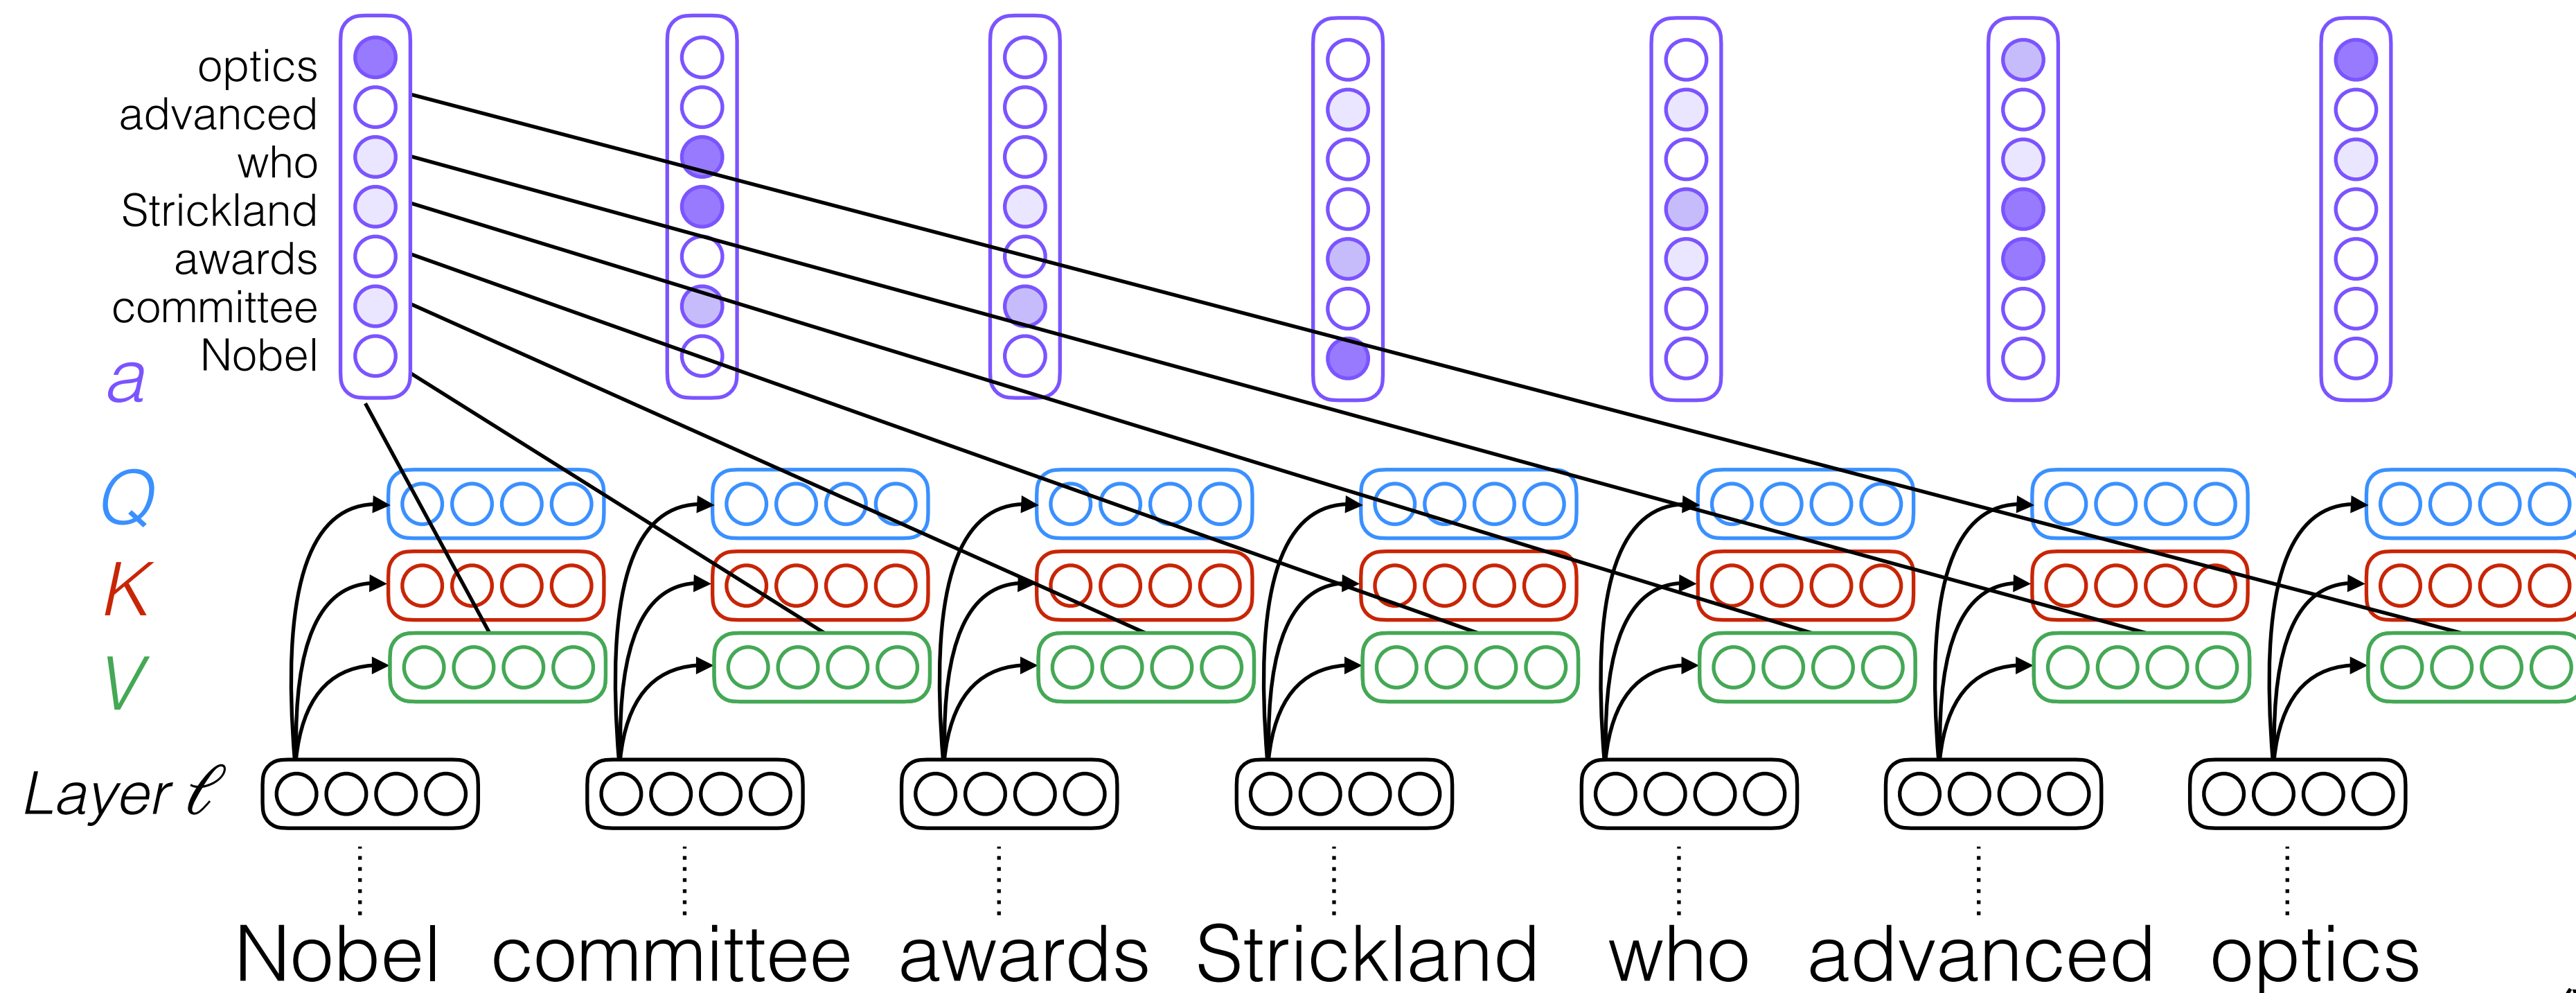 optics
advanced
who
Strickland
awards
committee
Nobel
a
Q
K
V
Layer ℓ
Nobel committee awards Strickland who advanced optics